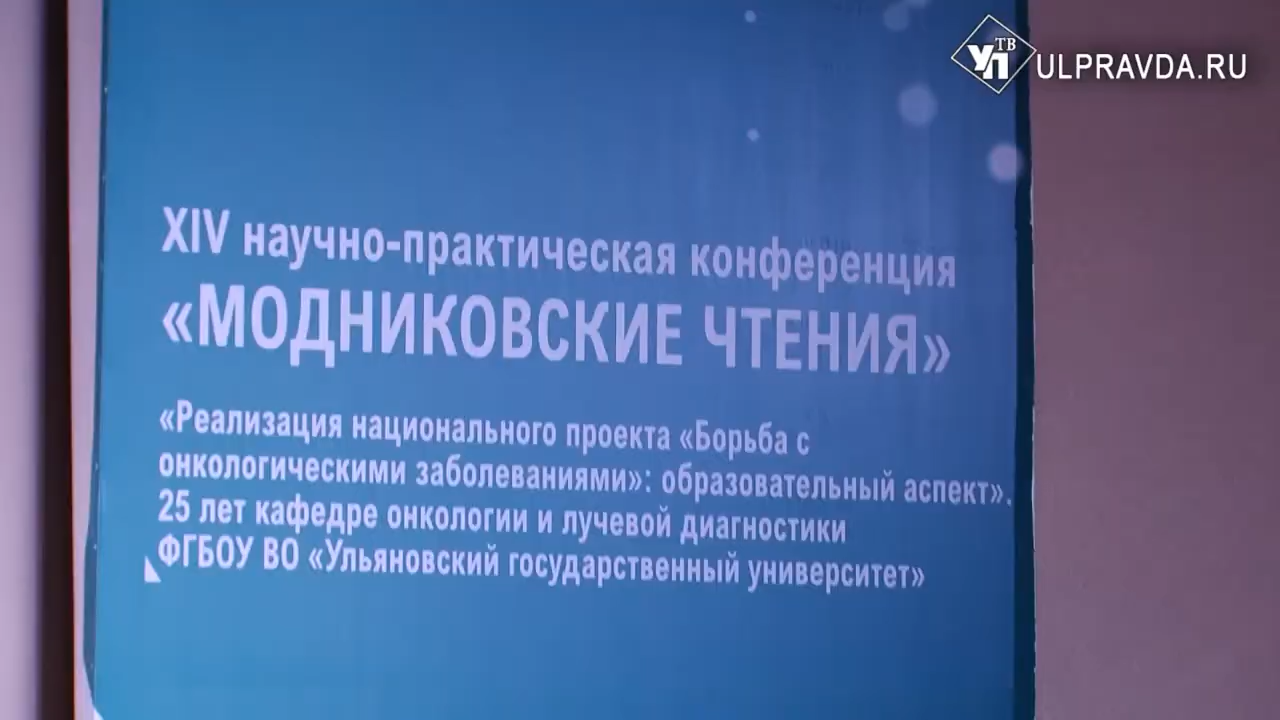 УП ТВ ULPRAVDA.RU
XIV научно-практическая конференция
«МОДНИКОВСКИЕ ЧТЕНИЯ»
«Реализация национального проекта «Борьба с
онкологическими заболеваниями»: образовательный аспект».
25 лет кафедре онкологии и лучевой диагностики
ФГБОУ ВО «Ульяновский государственный университет»